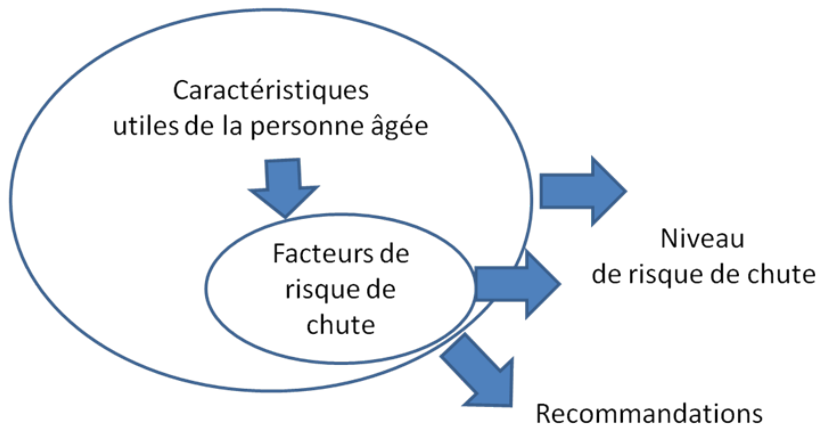 Caractéristiques
utiles de la personne âgée
Facteurs de
risque de
chute
Niveau
de risque de chute
Recommandations